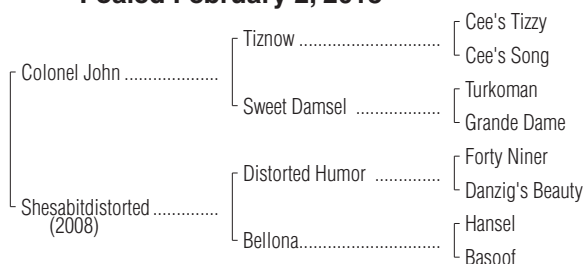 Foaled February 2, 2018
Cee's Tizzy
Tiznow ..............................
Cee's Song
Colonel John ....................
Turkoman
Sweet Damsel ..................
Grande Dame
Forty Niner
Distorted Humor ..............
Danzig's Beauty
Shesabitdistorted..............
(2008)
Hansel
Bellona..............................
Basoof